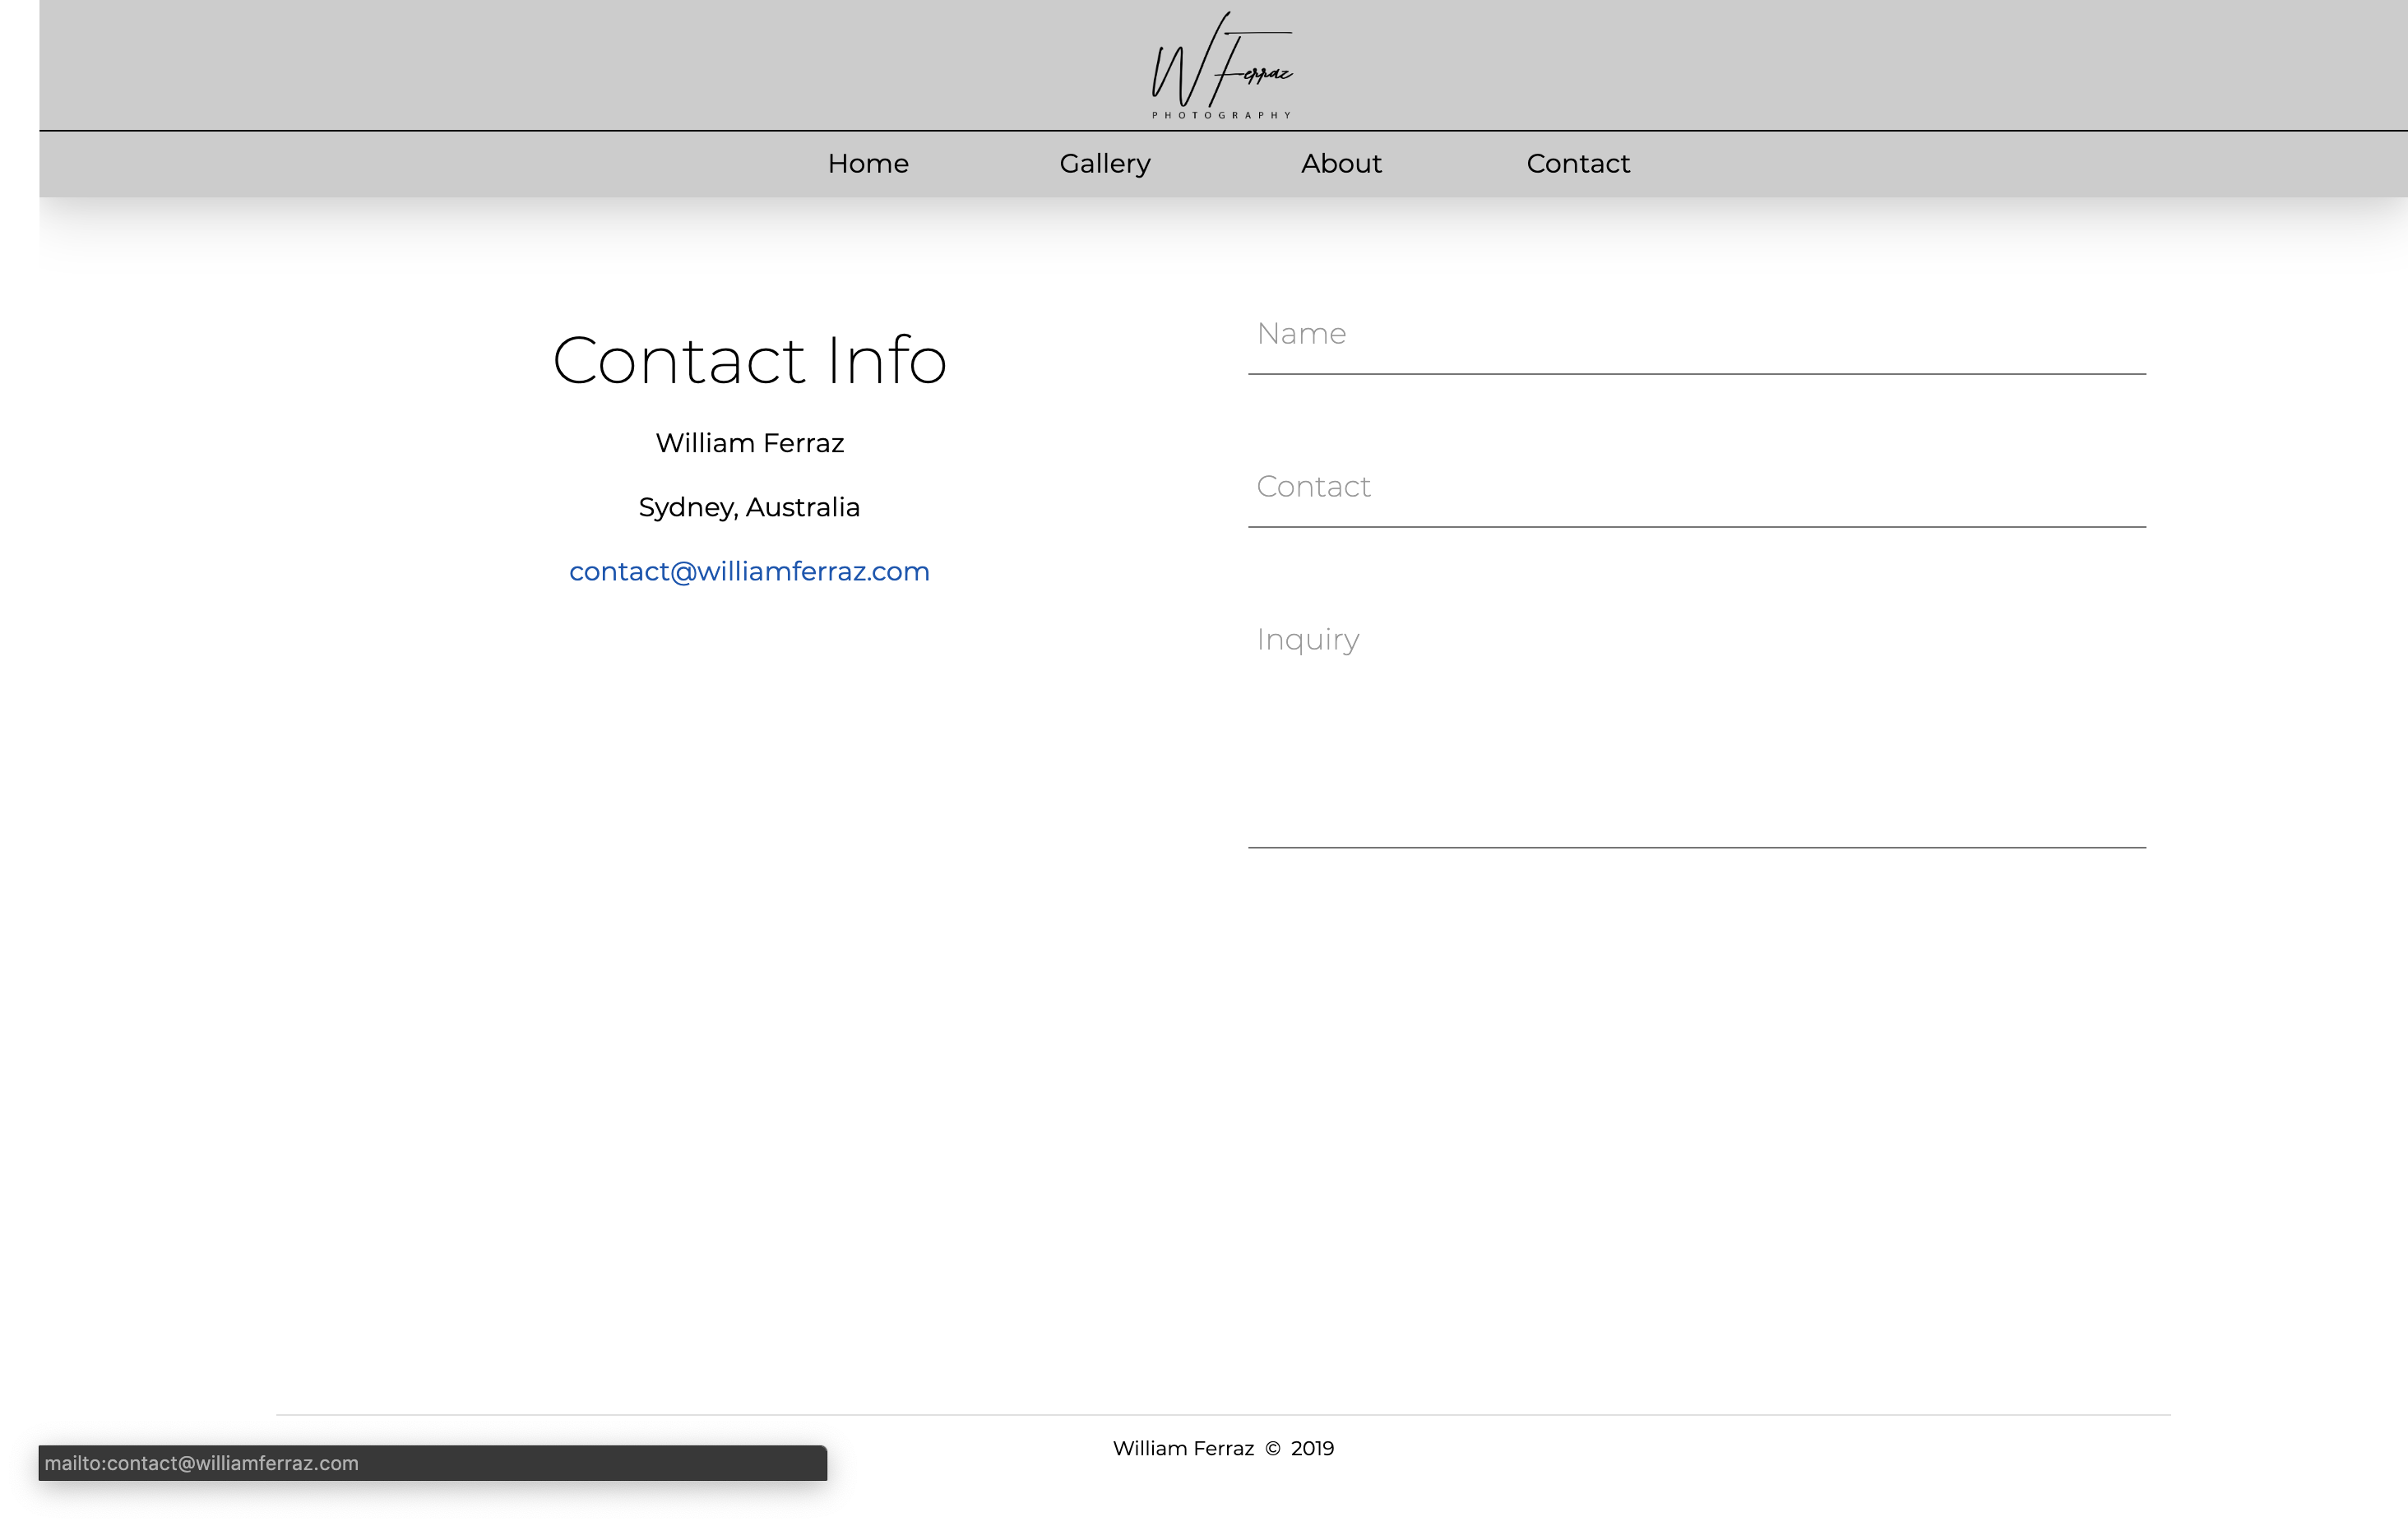 W Ferraz
PHOTOGRAPHY
Home Gallery About Contact
Contact Info
William Ferraz
Sydney, Australia
contact@williamferraz.com
Name
Contact
Inquiry
William Ferraz © 2019
mailto:contact@williamferraz.com